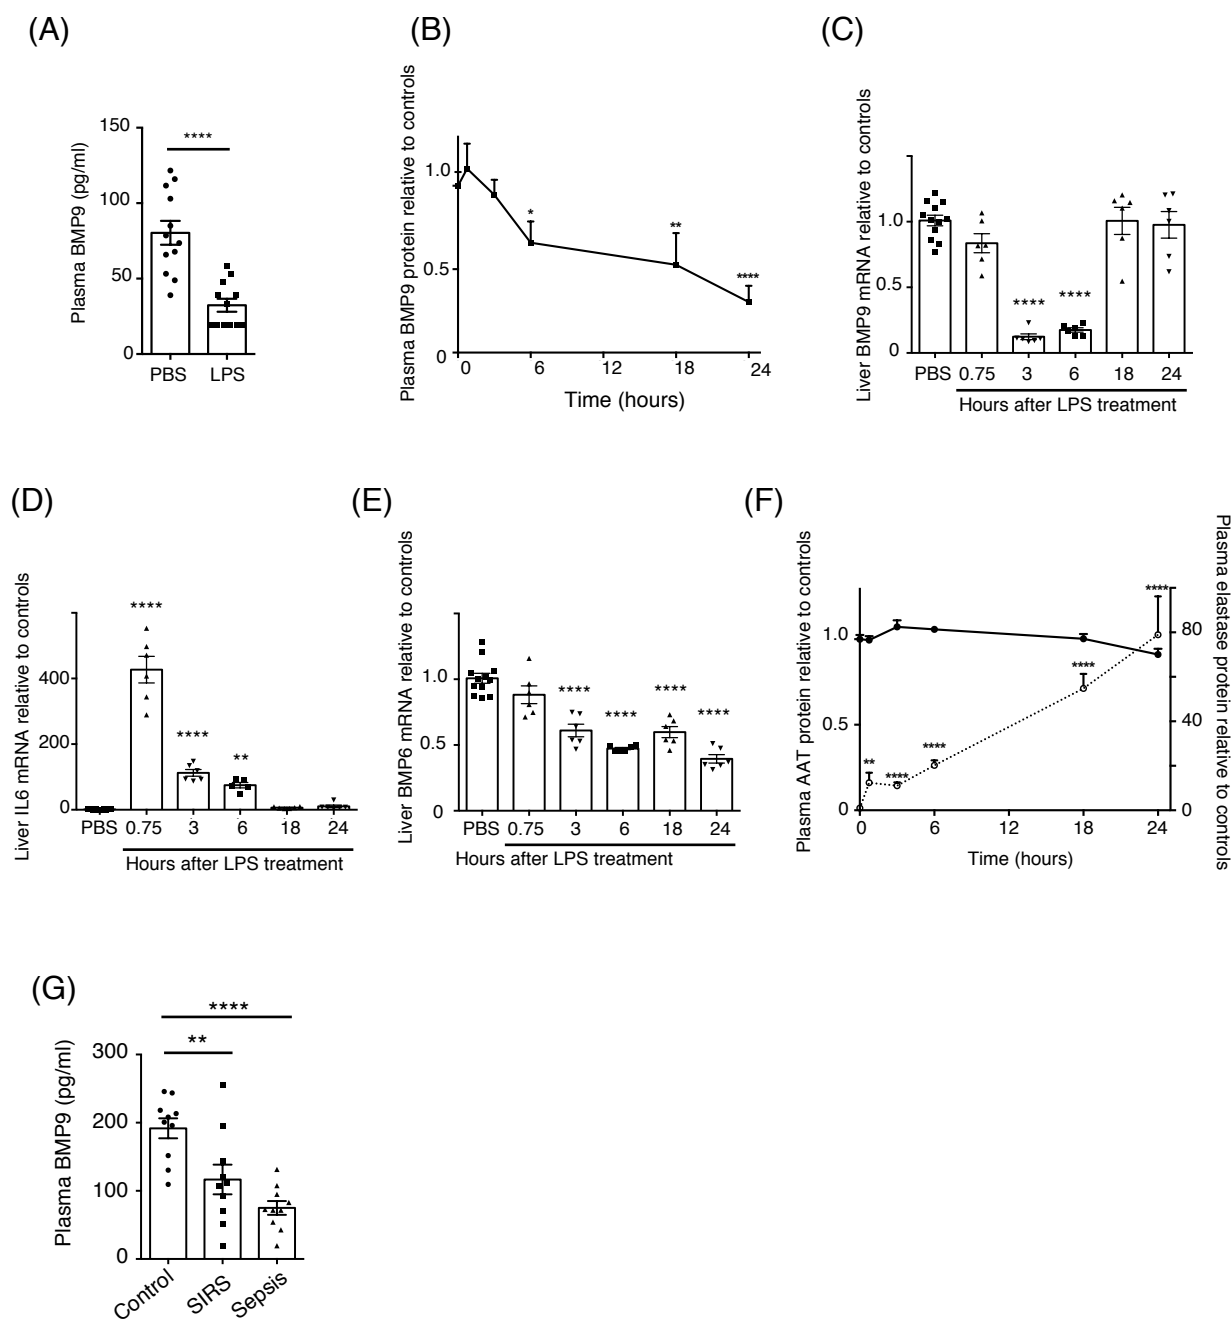 (A)
Plasma BMP9 (pg/ml)
150
100
50
0
****
PBS LPS
(B)
Plasma BMP9 protein relative to controls
1.0
0.5
0
*
**
****
0 6 12 18 24
Time (hours)
(C)
Liver BMP9 mRNA relative to controls
1.0
0.5
0
**** ****
PBS 0.75 3 6 18 24
Hours after LPS treatment
(D)
Liver IL6 mRNA relative to controls
400
200
0
****
****
**
PBS 0.75 3 6 18 24
Hours after LPS treatment
(E)
Liver BMP6 mRNA relative to controls
1.0
0.5
0
****
****
****
****
PBS 0.75 3 6 18 24
Hours after LPS treatment
(F)
Plasma AAT protein relative to controls
1.0
0.5
0
**
****
****
****
****
80
40
0
Plasma elastase protein relative to controls
0 6 12 18 24
Time (hours)
(G)
Plasma BMP9 (pg/ml)
300
200
100
0
****
**
Control
SIRS
Sepsis